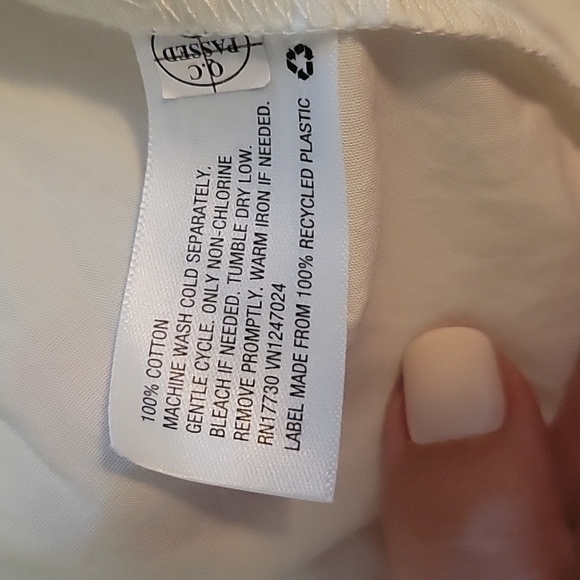 Q.C
PASSED
100% COTTON
MACHINE WASH COLD SEPARATELY.
GENTLE CYCLE. ONLY NON-CHLORINE
BLEACH IF NEEDED. TUMBLE DRY LOW.
REMOVE PROMPTLY. WARM IRON IF NEEDED.
RN17730 VN1247024
LABEL MADE FROM 100% RECYCLED PLASTIC